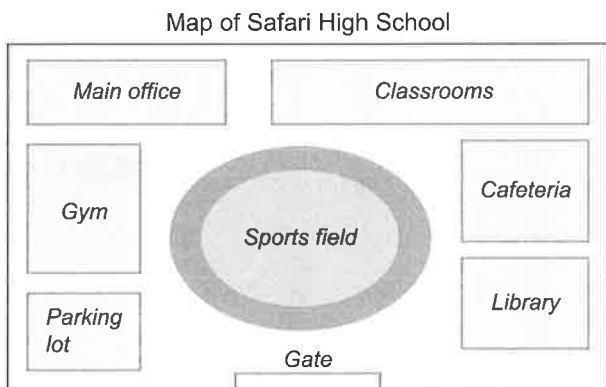 Map of Safari High School
Main office
Classrooms
Gym
Sports field
Cafeteria
Parking
lot
Library
Gate